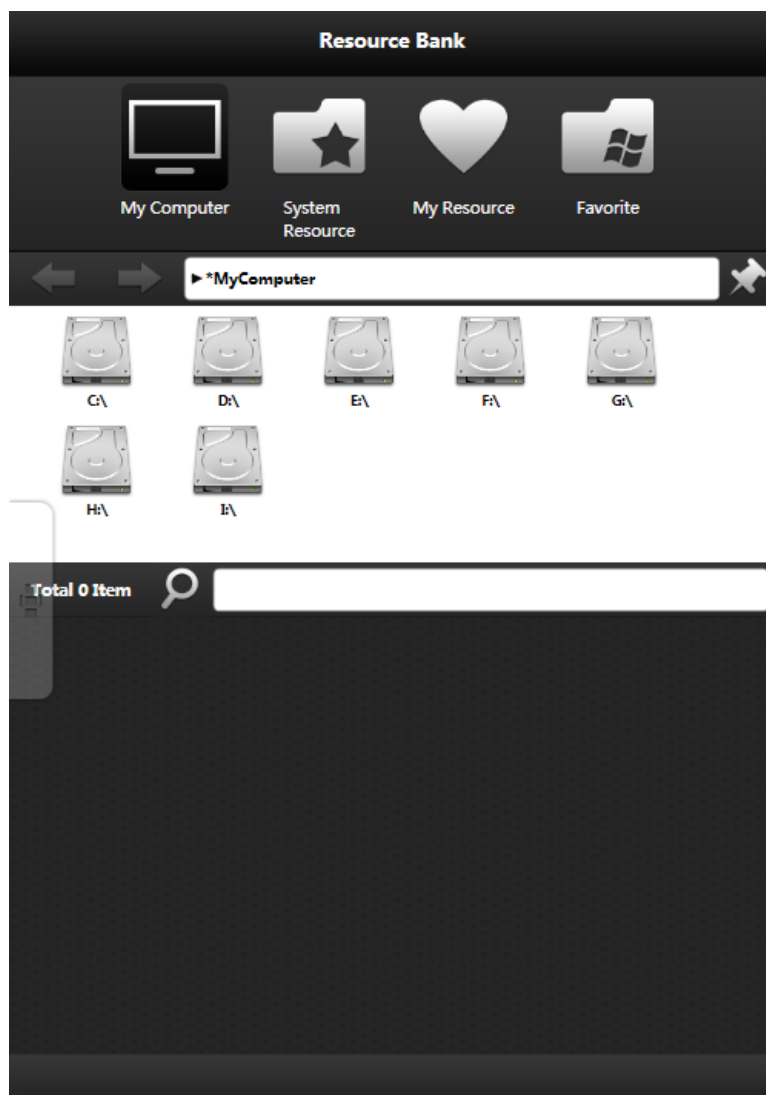 Resource Bank
My Computer
System
Resource
My Resource
Favorite
*MyComputer
C:\
D:\
E:\
F:\
G:\
H:\
I:\
Total 0 Item